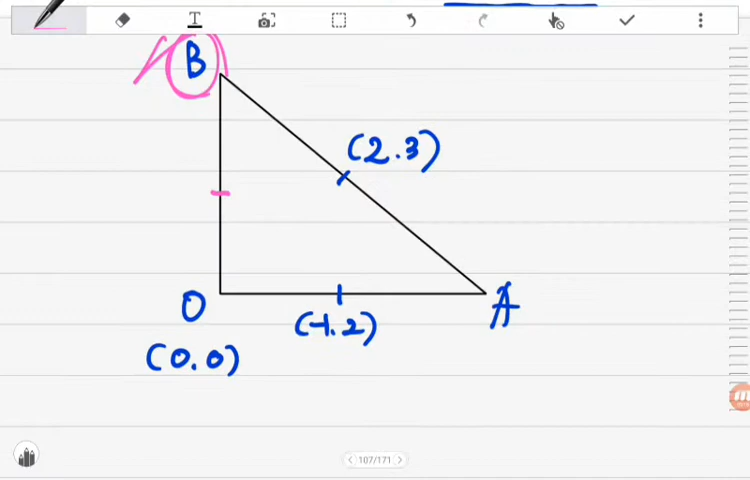 B
(2.3)
O
(-1.2)
A
(0.0)
107/171